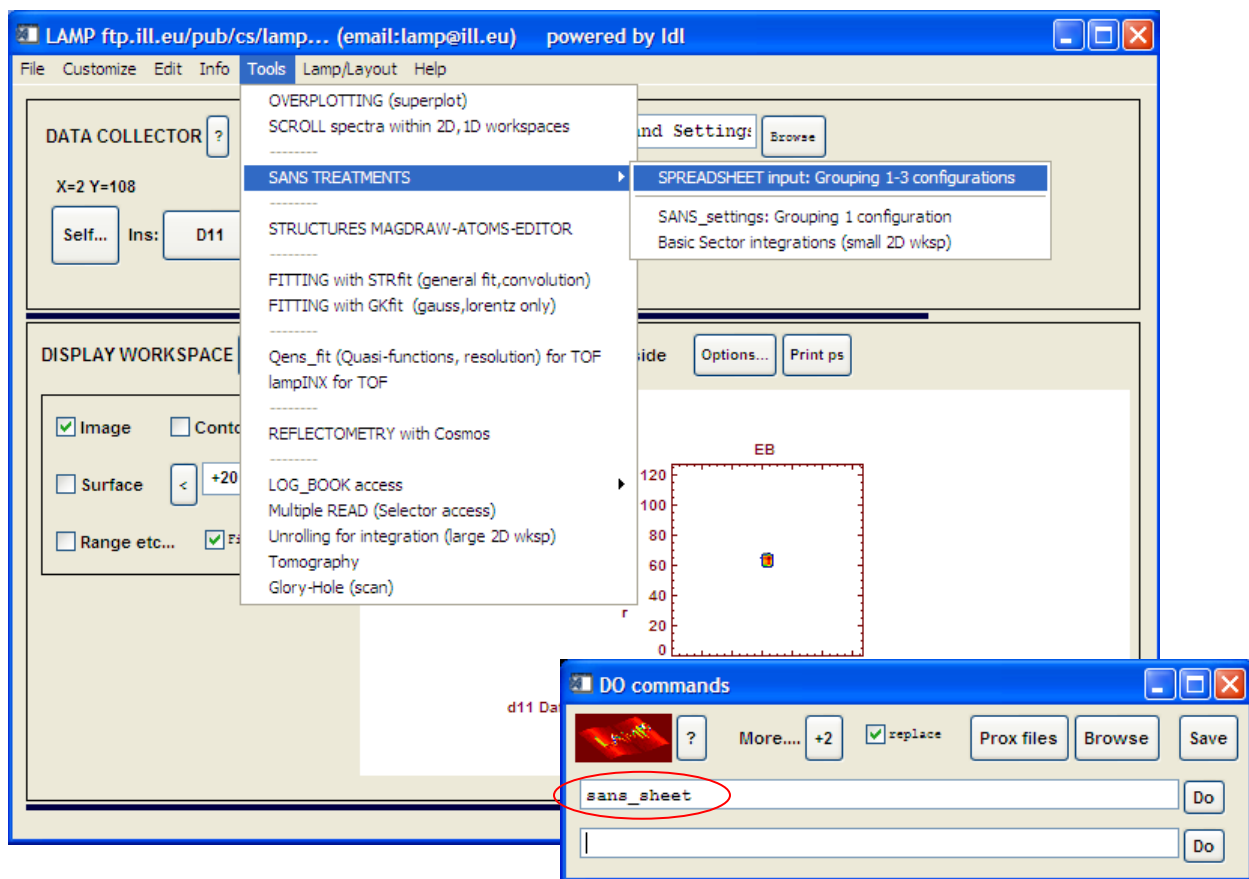 LAMP ftp.ill.eu/pub/cs/lamp... (email:lamp@ill.eu) powered by Idl
File Customize Edit Info Tools Lamp/Layout Help
OVERPLOTTING (superplot)
SCROLL spectra within 2D,1D workspaces
--------
SANS TREATMENTS
--------
STRUCTURES MAGDRAW-ATOMS-EDITOR
--------
FITTING with STRfit (general fit,convolution)
FITTING with GKfit (gauss,lorentz only)
--------
Qens_fit (Quasi-functions, resolution) for TOF
lampINX for TOF
--------
REFLECTOMETRY with Cosmos
--------
LOG_BOOK access
Multiple READ (Selector access)
Unrolling for integration (large 2D wksp)
Tomography
Glory-Hole (scan)
SPREADSHEET input: Grouping 1-3 configurations
SANS_settings: Grouping 1 configuration
Basic Sector integrations (small 2D wksp)
DATA COLLECTOR ?
and Settings Browse
X=2 Y=108
Self... Ins: D11
DISPLAY WORKSPACE
side Options... Print ps
Image Conto
Surface < +20
Range etc... Fi
EB
120
100
80
60
40
20
0
r
d11 Da
DO commands
? More.... +2 replace Prox files Browse Save
sans_sheet Do
Do